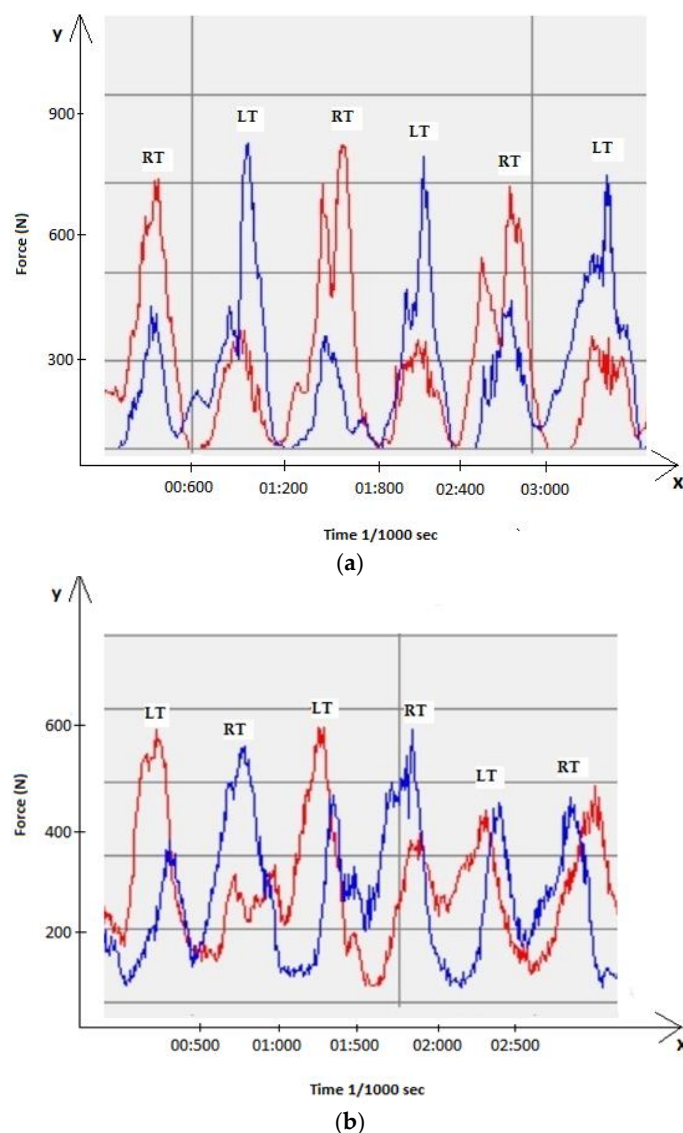 y
900
600
300
Force (N)
RT
LT
RT
LT
RT
LT
00:600
01:200
01:800
02:400
03:000
x
Time 1/1000 sec
(a)
y
600
400
200
Force (N)
LT
RT
LT
RT
LT
RT
00:500
01:000
01:500
02:000
02:500
x
Time 1/1000 sec
(b)